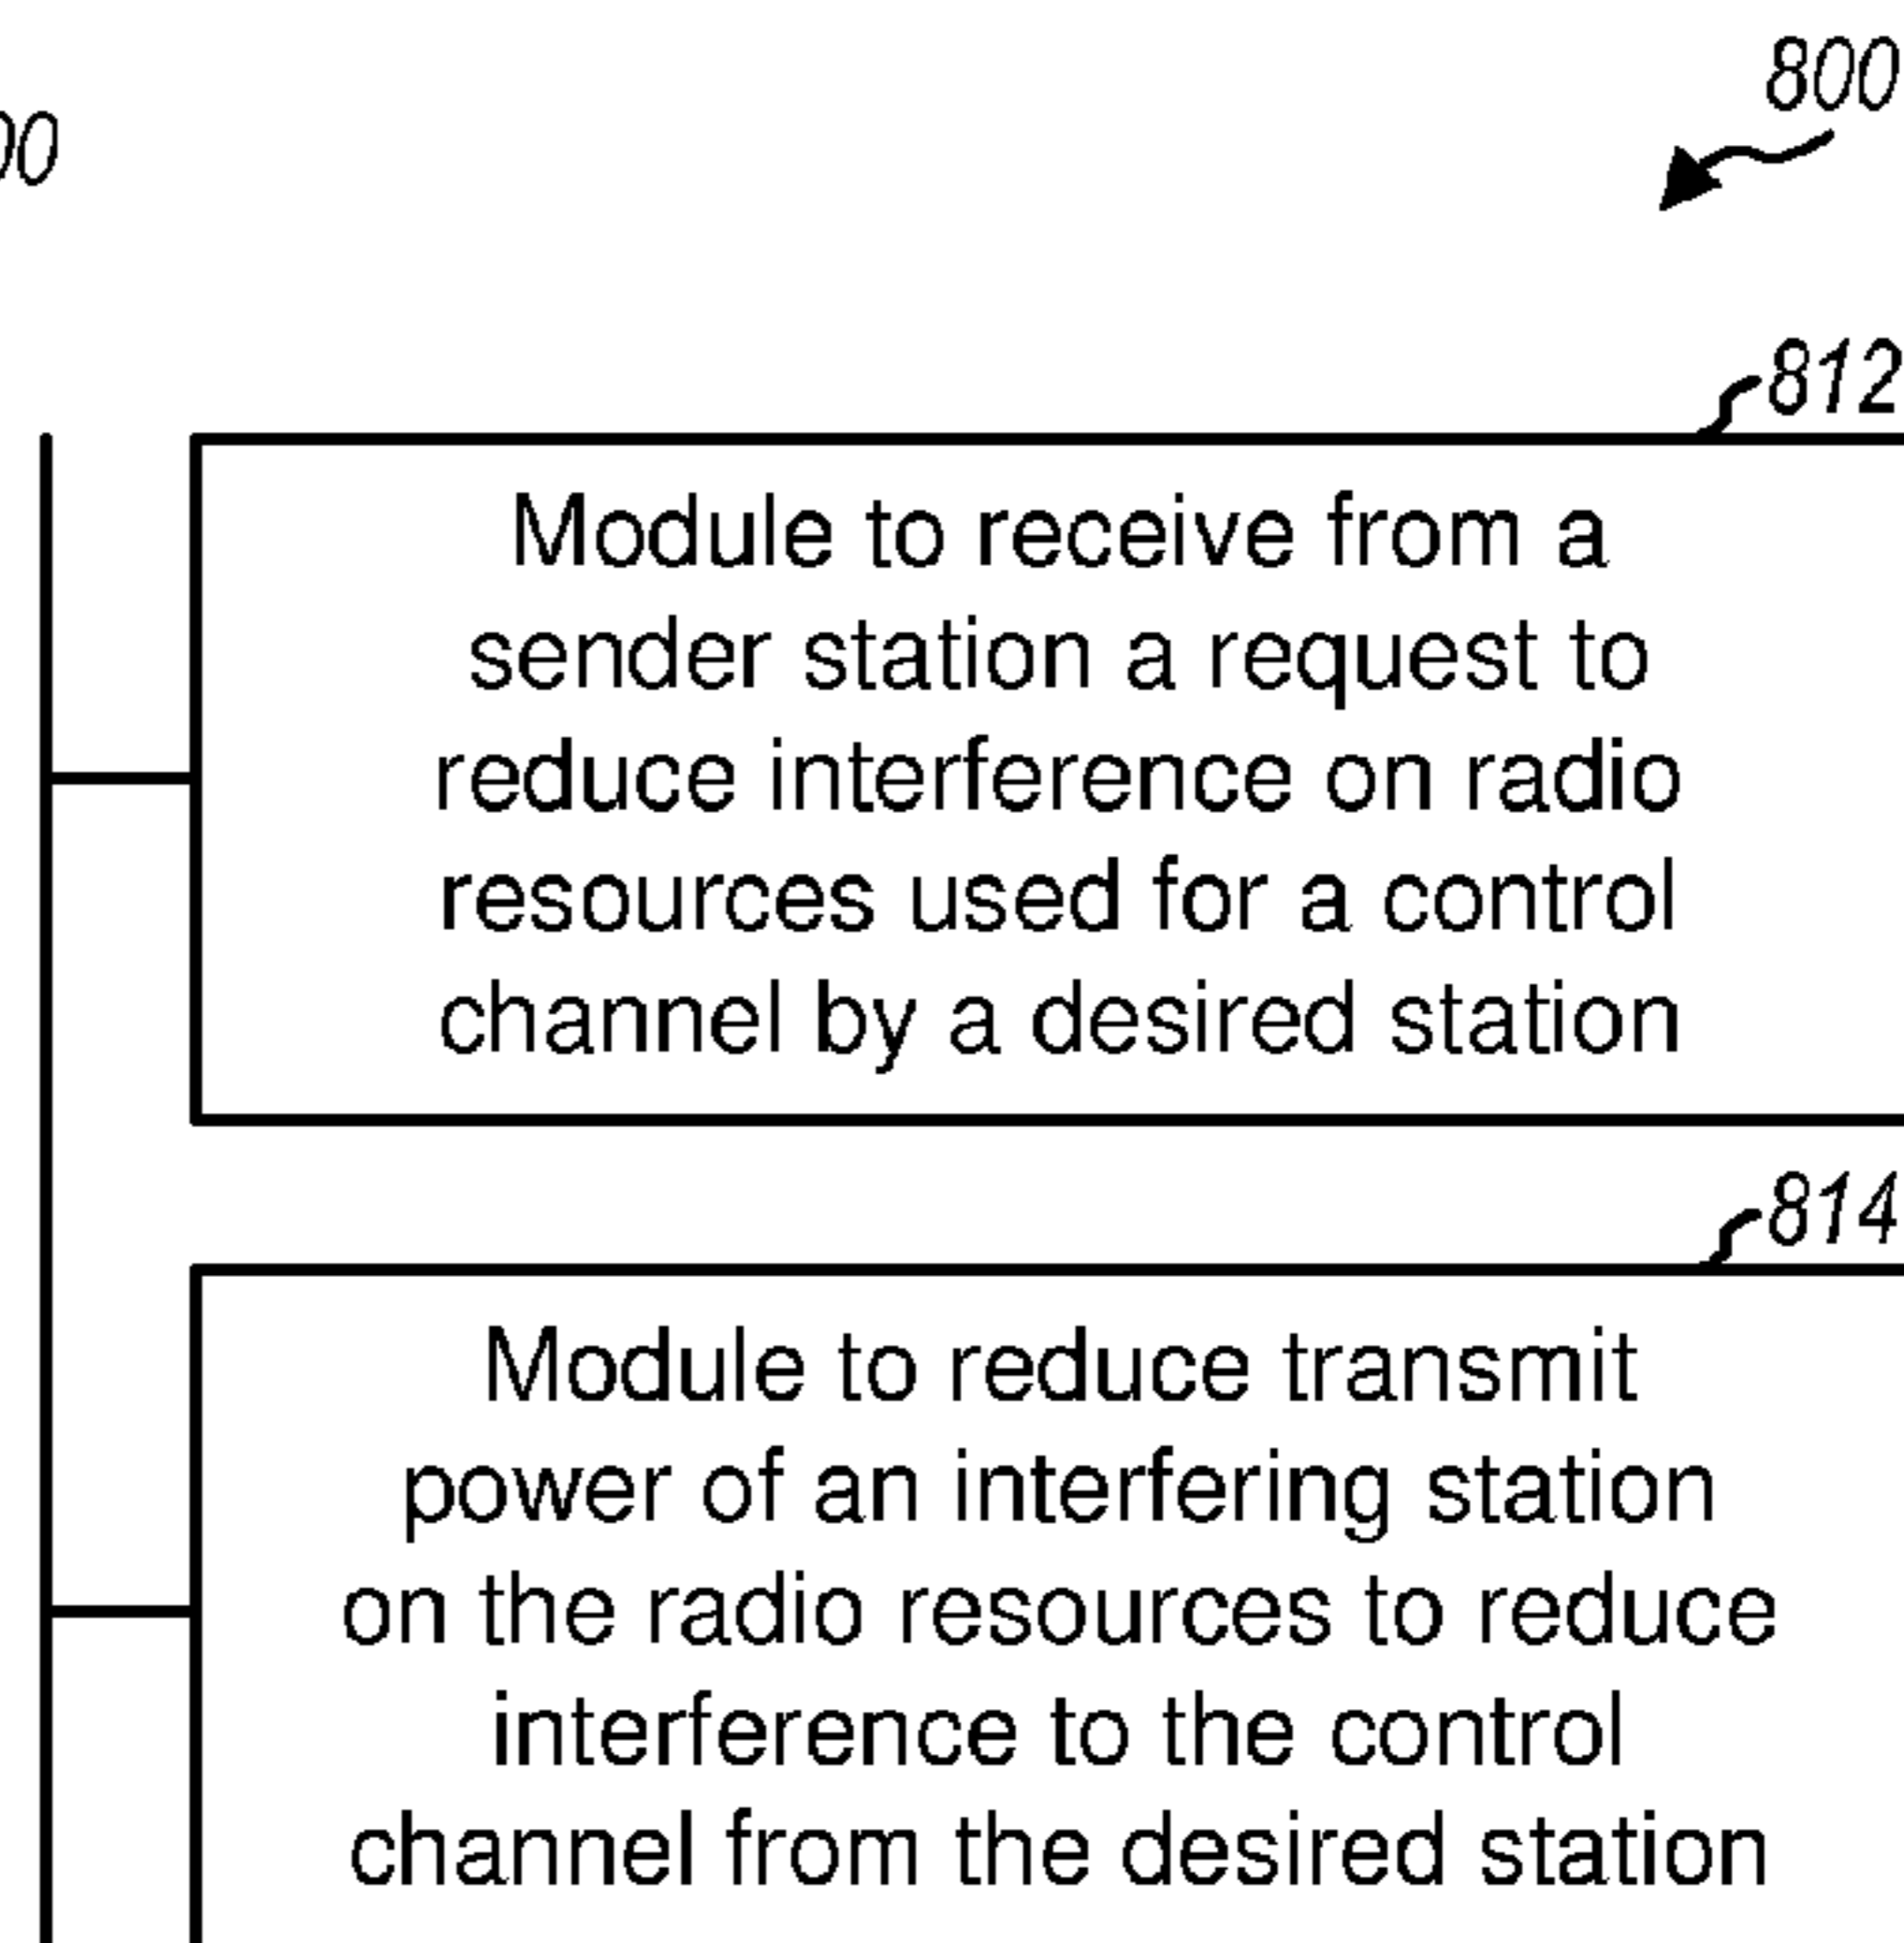 800
00
812
Module to receive from a
sender station a request to
reduce interference on radio
resources used for a control
channel by a desired station
814
Module to reduce transmit
power of an interfering station
on the radio resources to reduce
interference to the control
channel from the desired station